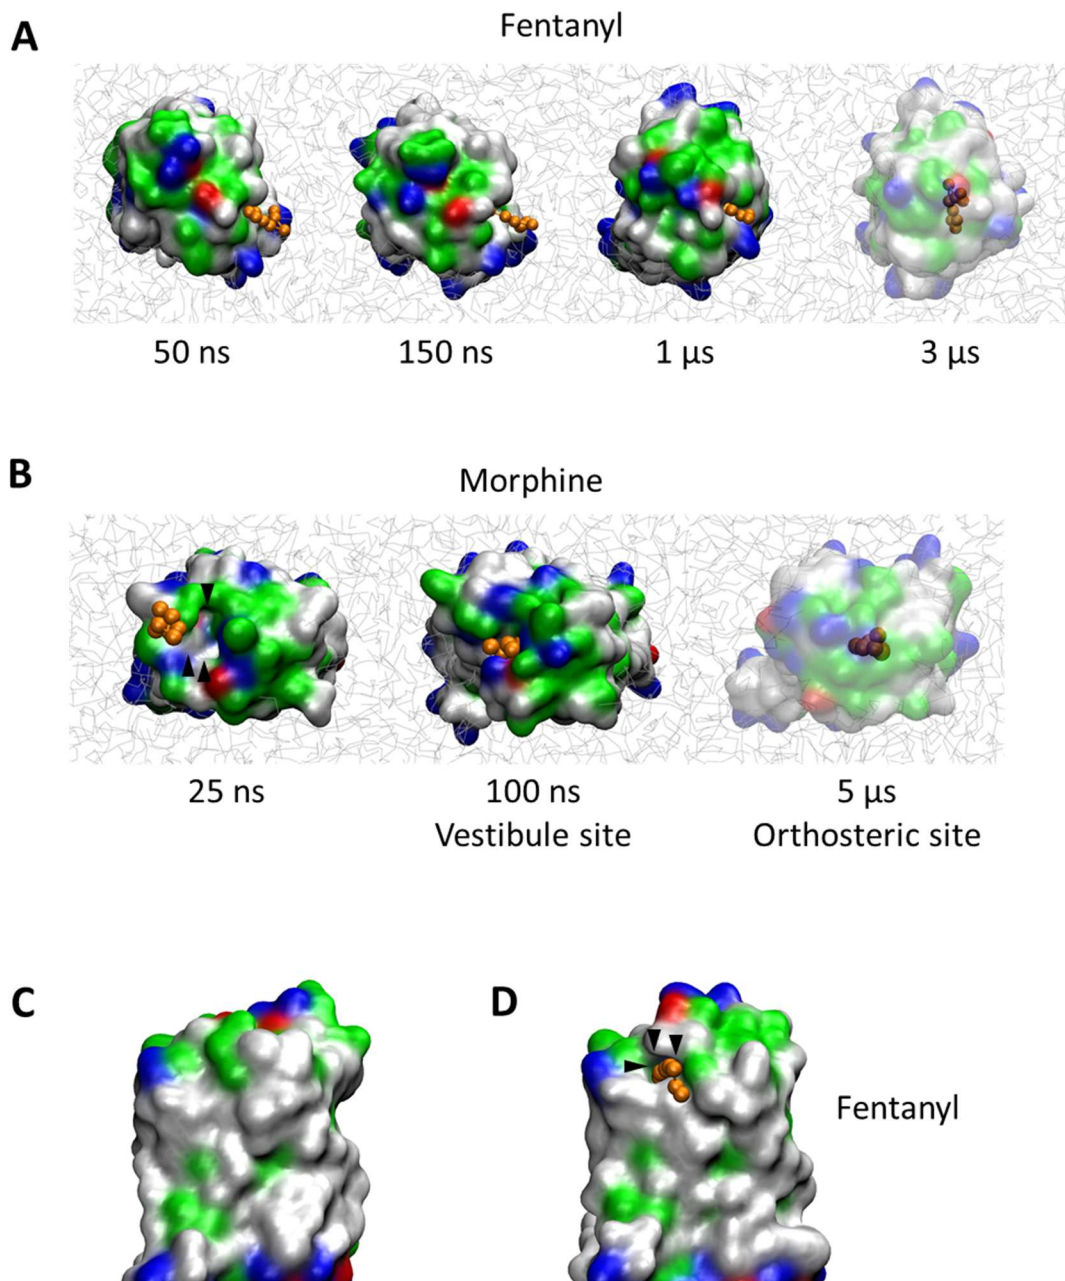 A
Fentanyl
50 ns
150 ns
1 µs
3 µs
B
Morphine
25 ns
100 ns
5 µs
Vestibule site
Orthosteric site
C
D
Fentanyl